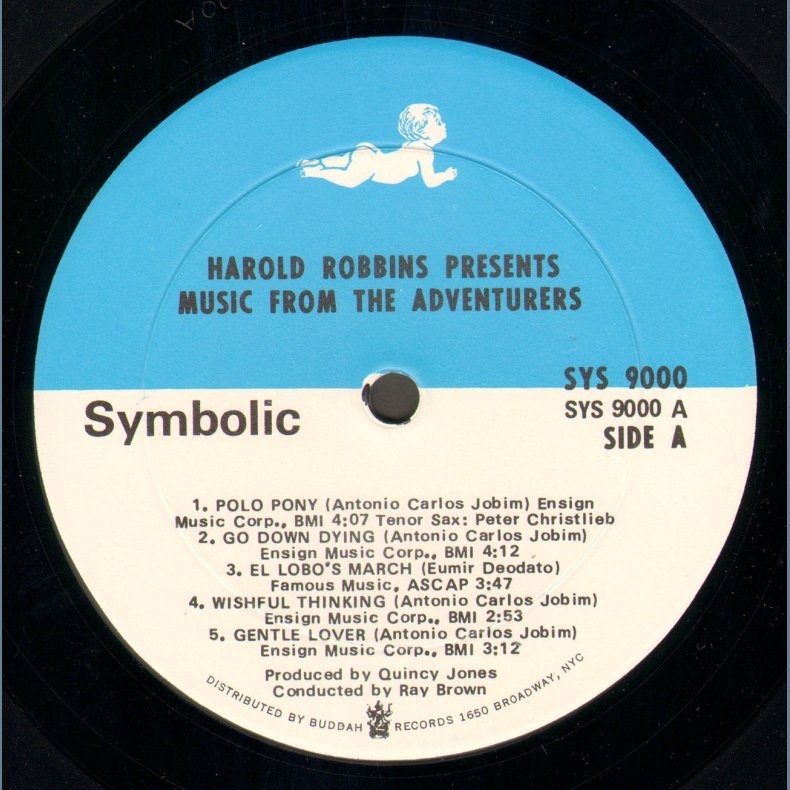 HAROLD ROBBINS PRESENTS
MUSIC FROM THE ADVENTURERS
SYS 9000
Symbolic
SYS 9000 A
SIDE A
1. POLO PONY (Antonio Carlos Jobim) Ensign
Music Corp., BMI 4:07 Tenor Sax: Peter Christlieb
2. GO DOWN DYING (Antonio Carlos Jobim)
Ensign Music Corp., BMI 4:12
3. EL LOBO'S MARCH (Eumir Deodato)
Famous Music, ASCAP 3:47
4. WISHFUL THINKING (Antonio Carlos Jobim)
Ensign Music Corp., BMI 2:53
5. GENTLE LOVER (Antonio Carlos Jobim)
Ensign Music Corp., BMI 3:12
Produced by Quincy Jones
Conducted by Ray Brown
DISTRIBUTED BY BUDDAH RECORDS 1650 BROADWAY, NYC